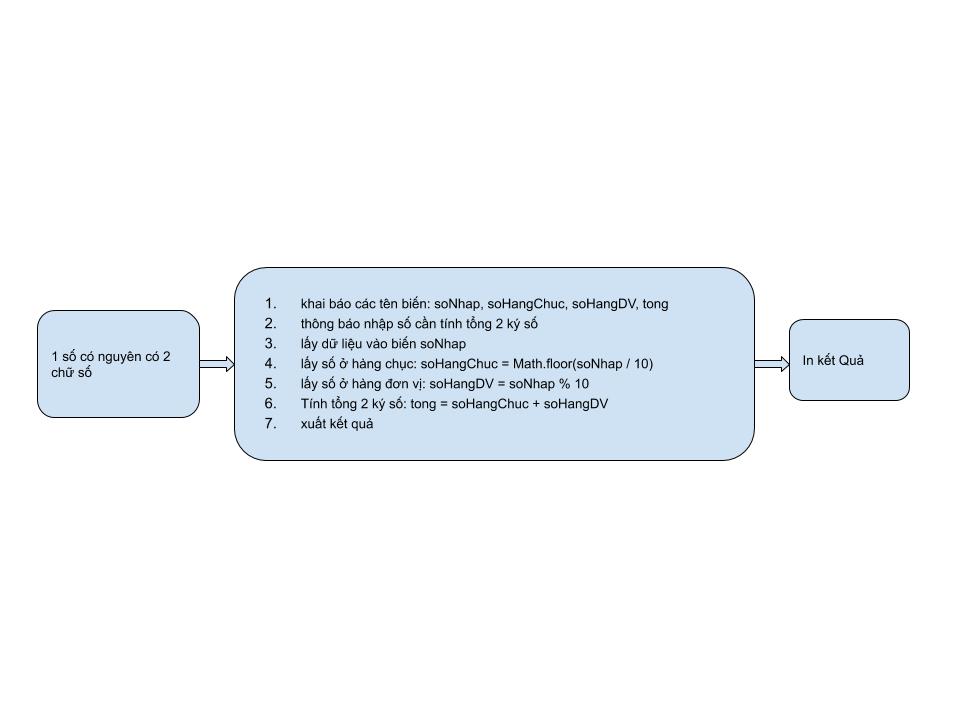 1 số có nguyên có 2
chữ số
1. khai báo các tên biến: soNhap, soHangChuc, soHangDV, tong
2. thông báo nhập số cần tính tổng 2 ký số
3. lấy dữ liệu vào biến soNhap
4. lấy số ở hàng chục: soHangChuc = Math.floor(soNhap / 10)
5. lấy số ở hàng đơn vị: soHangDV = soNhap % 10
6. Tính tổng 2 ký số: tong = soHangChuc + soHangDV
7. xuất kết quả
In kết Quả